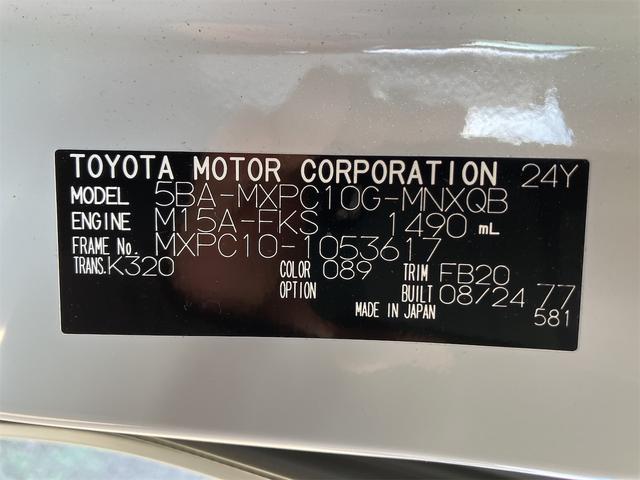 TOYOTA MOTOR CORPORATION 24Y
MODEL 5BA-MXPC10G-MNXQB
ENGINE M15A-FKS 1490 mL
FRAME No. MXPC10-1053617
TRANS. K320 COLOR 089 TRIM FB20
OPTION BUILT 08/24 77
MADE IN JAPAN 581